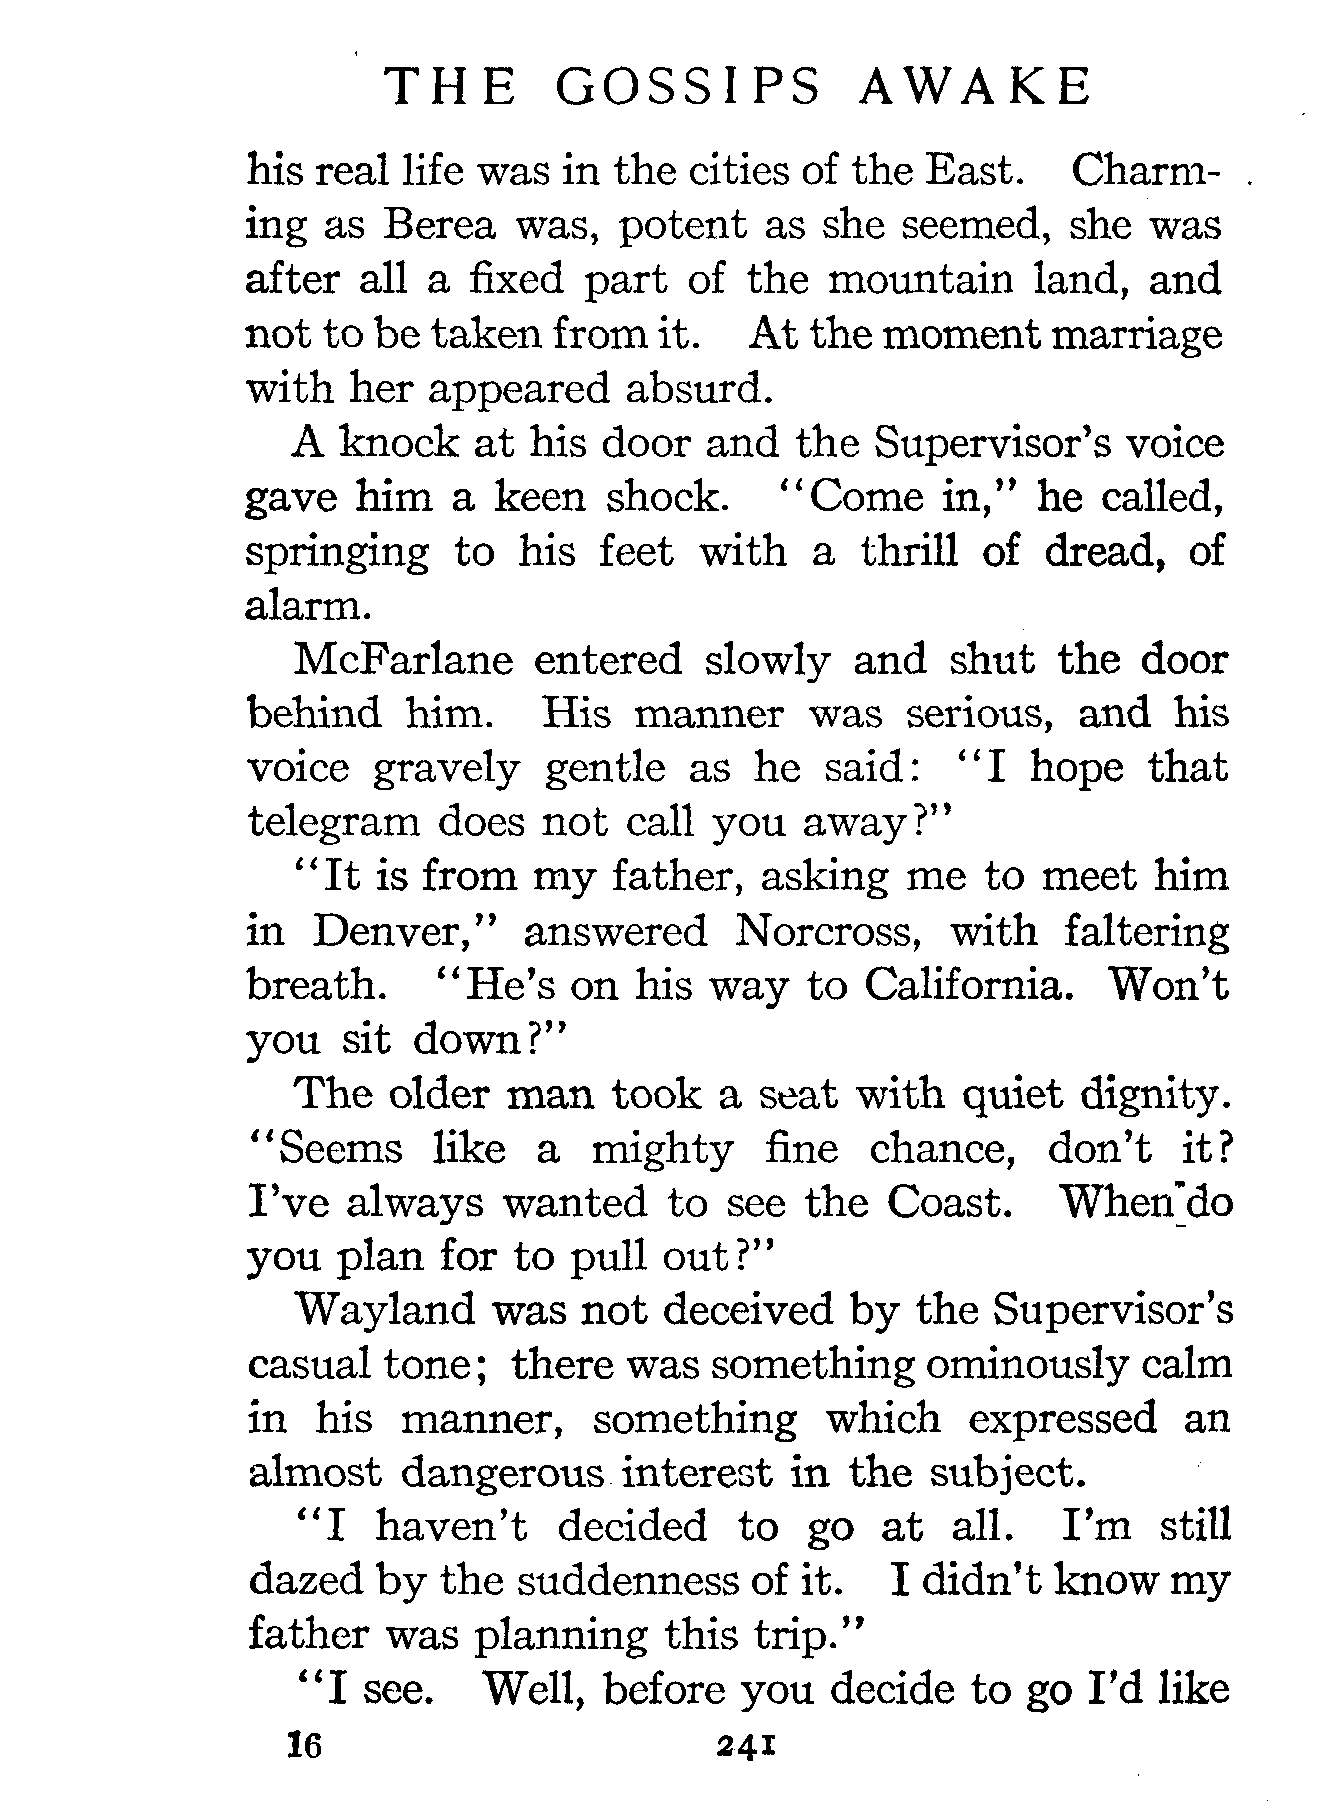 THE GOSSIPS AWAKE
his real life was in the cities of the East. Charm-
ing as Berea was, potent as she seemed, she was
after all a fixed part of the mountain land, and
not to be taken from it. At the moment marriage
with her appeared absurd.
A knock at his door and the Supervisor's voice
gave him a keen shock. "Come in," he called,
springing to his feet with a thrill of dread, of
alarm.
McFarlane entered slowly and shut the door
behind him. His manner was serious, and his
voice gravely gentle as he said: "I hope that
telegram does not call you away?"
"It is from my father, asking me to meet him
in Denver," answered Norcross, with faltering
breath. "He's on his way to California. Won't
you sit down?"
The older man took a seat with quiet dignity.
"Seems like a mighty fine chance, don't it?
I've always wanted to see the Coast. When do
you plan for to pull out?"
Wayland was not deceived by the Supervisor's
casual tone; there was something ominously calm
in his manner, something which expressed an
almost dangerous interest in the subject.
"I haven't decided to go at all. I'm still
dazed by the suddenness of it. I didn't know my
father was planning this trip."
"I see. Well, before you decide to go I'd like
16 241